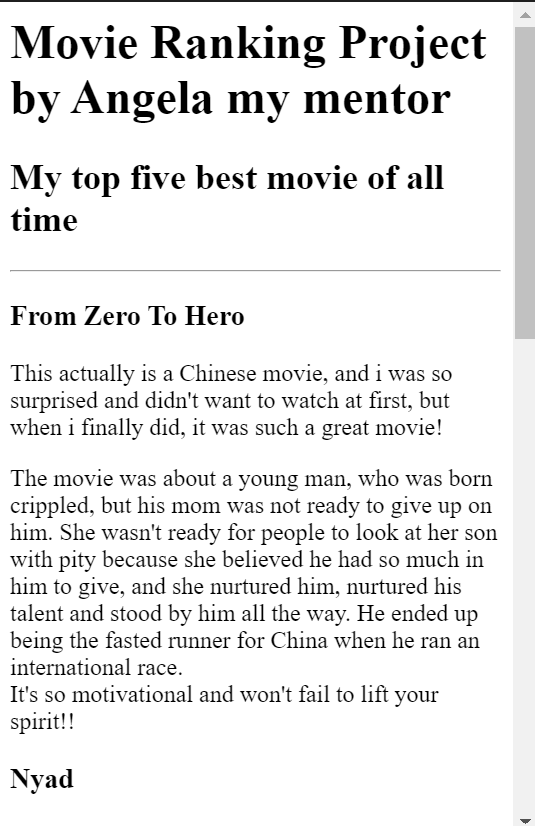 Movie Ranking Project
by Angela my mentor
My top five best movie of all
time
From Zero To Hero
This actually is a Chinese movie, and i was so
surprised and didn't want to watch at first, but
when i finally did, it was such a great movie!
The movie was about a young man, who was born
crippled, but his mom was not ready to give up on
him. She wasn't ready for people to look at her son
with pity because she believed he had so much in
him to give, and she nurtured him, nurtured his
talent and stood by him all the way. He ended up
being the fasted runner for China when he ran an
international race.
It's so motivational and won't fail to lift your
spirit!!
Nyad